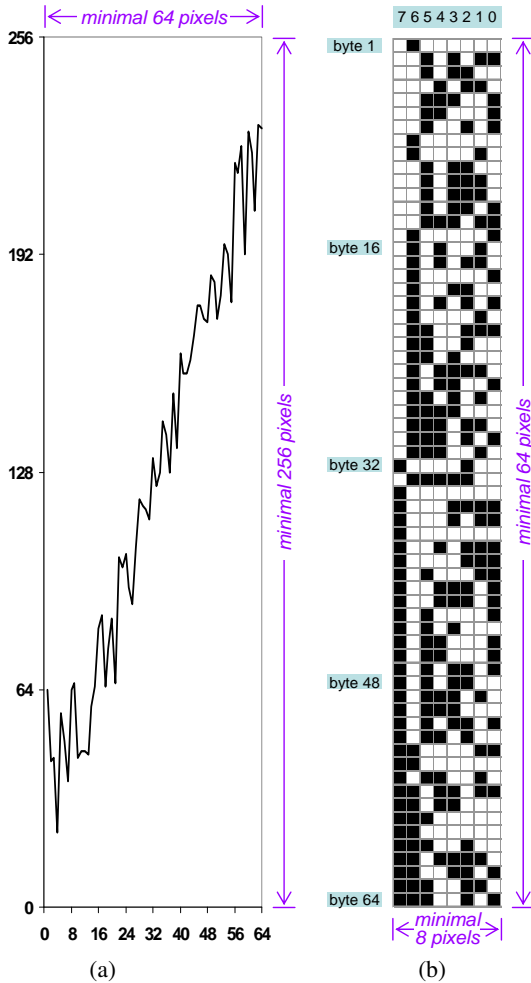 minimal 64 pixels
256
192
128
64
0
0 8 16 24 32 40 48 56 64
minimal 256 pixels
(a)
7 6 5 4 3 2 1 0
byte 1
byte 16
byte 32
byte 48
byte 64
minimal 64 pixels
minimal
8 pixels
(b)